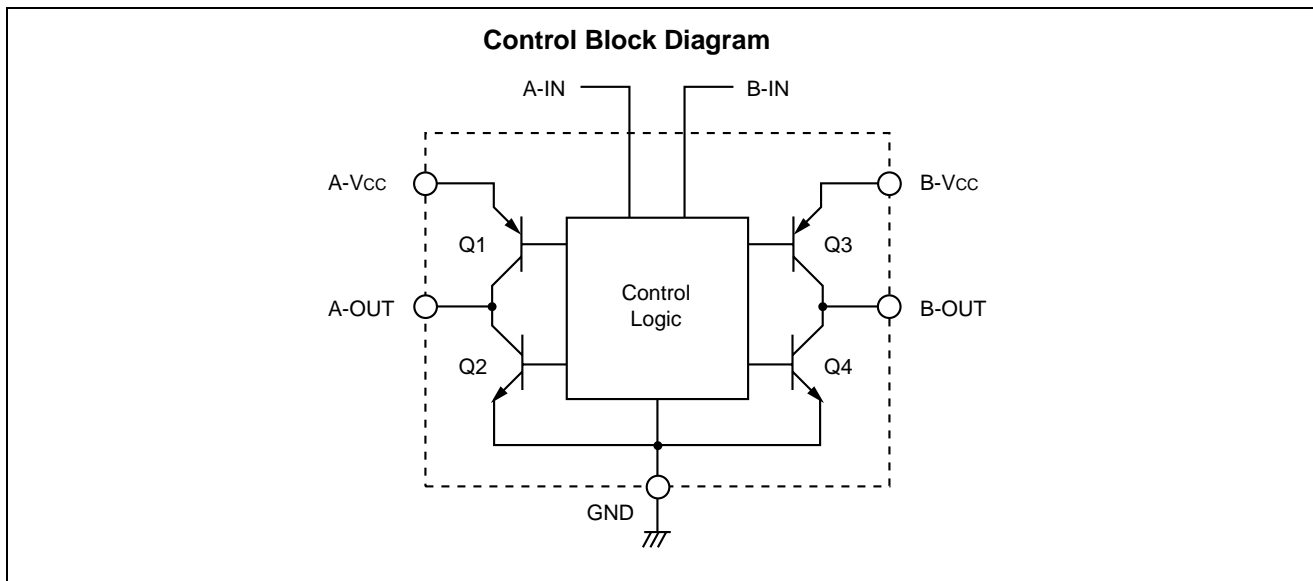 Control Block Diagram
A-IN
B-IN
A-VCC
B-VCC
Q1
Q3
Control
Logic
A-OUT
B-OUT
Q2
Q4
GND